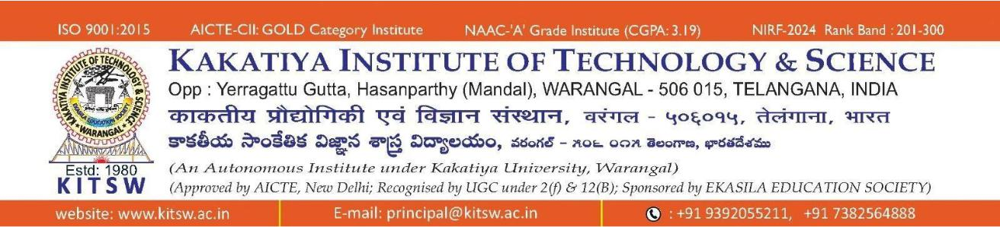 ISO 9001:2015 AICTE-CII: GOLD Category Institute NAAC-'A' Grade Institute (CGPA: 3.19) NIRF-2024 Rank Band : 201-300
KAKATIYA INSTITUTE OF TECHNOLOGY & SCIENCE
Opp : Yerragattu Gutta, Hasanparthy (Mandal), WARANGAL - 506 015, TELANGANA, INDIA
काकतीय प्रौद्योगिकी एवं विज्ञान संस्थान, वरंगल - ५०६०१५, तेलंगाना, भारत
కాకతీయ సాంకేతిక విజ్ఞాన శాస్త్ర విద్యాలయం, వరంగల్ - ౫౦౬ ౦౧౫ తెలంగాణ, భారతదేశము
(An Autonomous Institute under Kakatiya University, Warangal)
(Approved by AICTE, New Delhi; Recognised by UGC under 2(f) & 12(B); Sponsored by EKASILA EDUCATION SOCIETY)
KAKATIYA INSTITUTE OF TECHNOLOGY & SCIENCE
EKASILA EDUCATION SOCIETY
WARANGAL
Estd: 1980
KITSW
website: www.kitsw.ac.in E-mail: principal@kitsw.ac.in : +91 9392055211, +91 7382564888